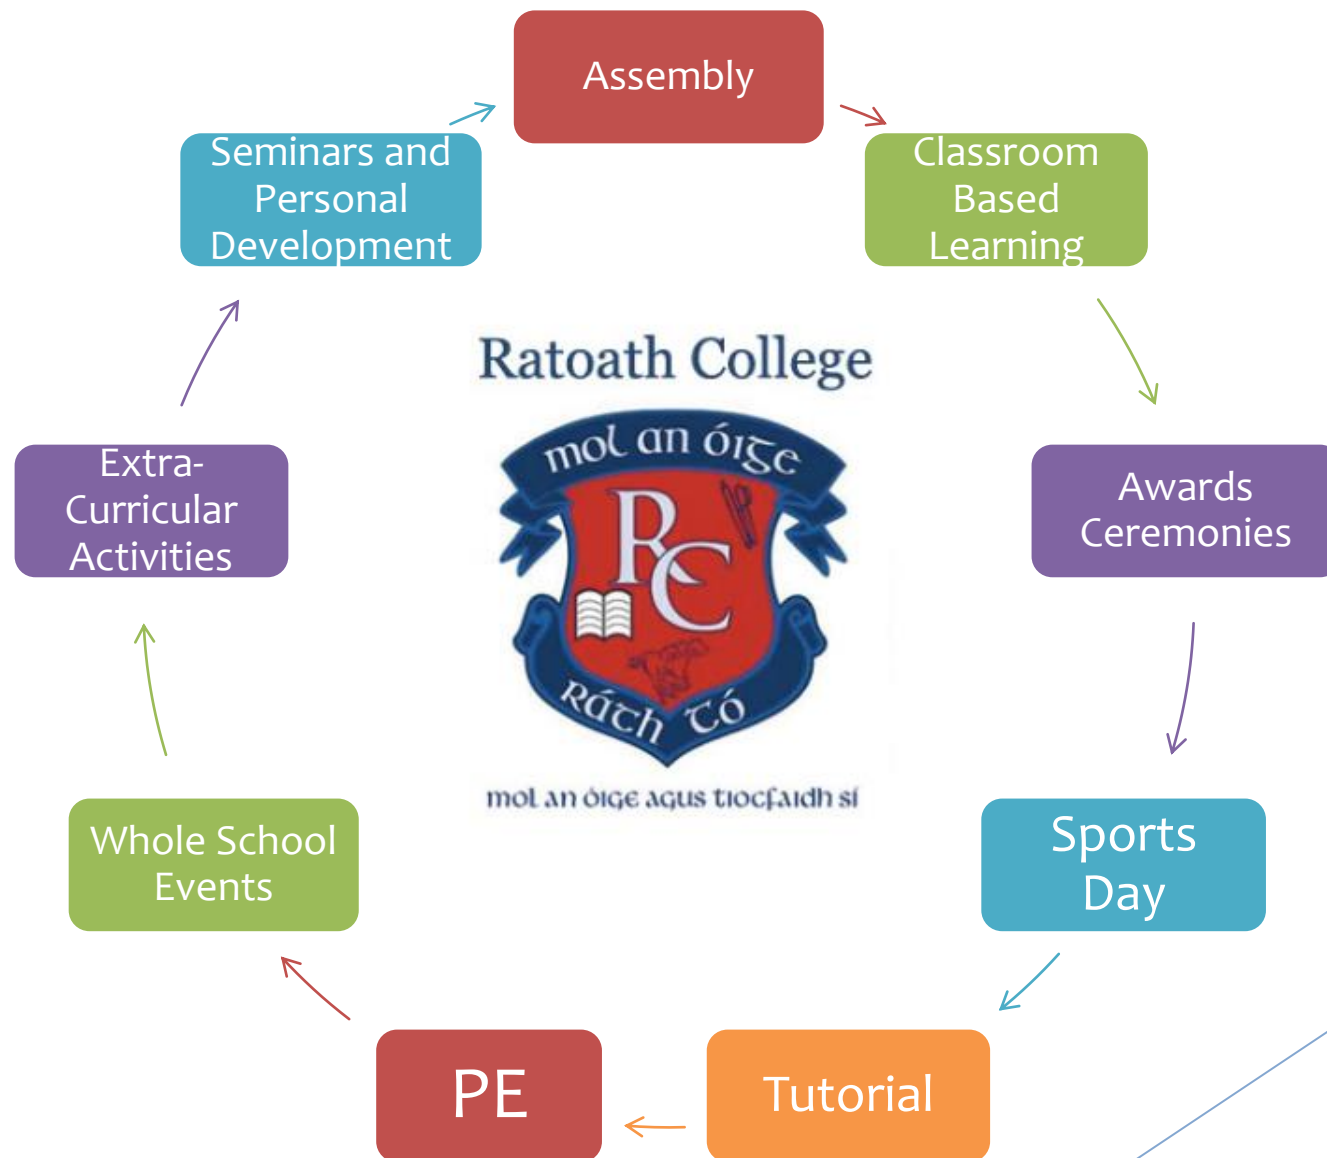 Assembly
Classroom
Based
Learning
Awards
Ceremonies
Sports
Day
Tutorial
PE
Whole School
Events
Extra-
Curricular
Activities
Seminars and
Personal
Development
Ratoath College
mol an óige
RC
Ráth Tó
mol an óige agus tiocfaidh sí